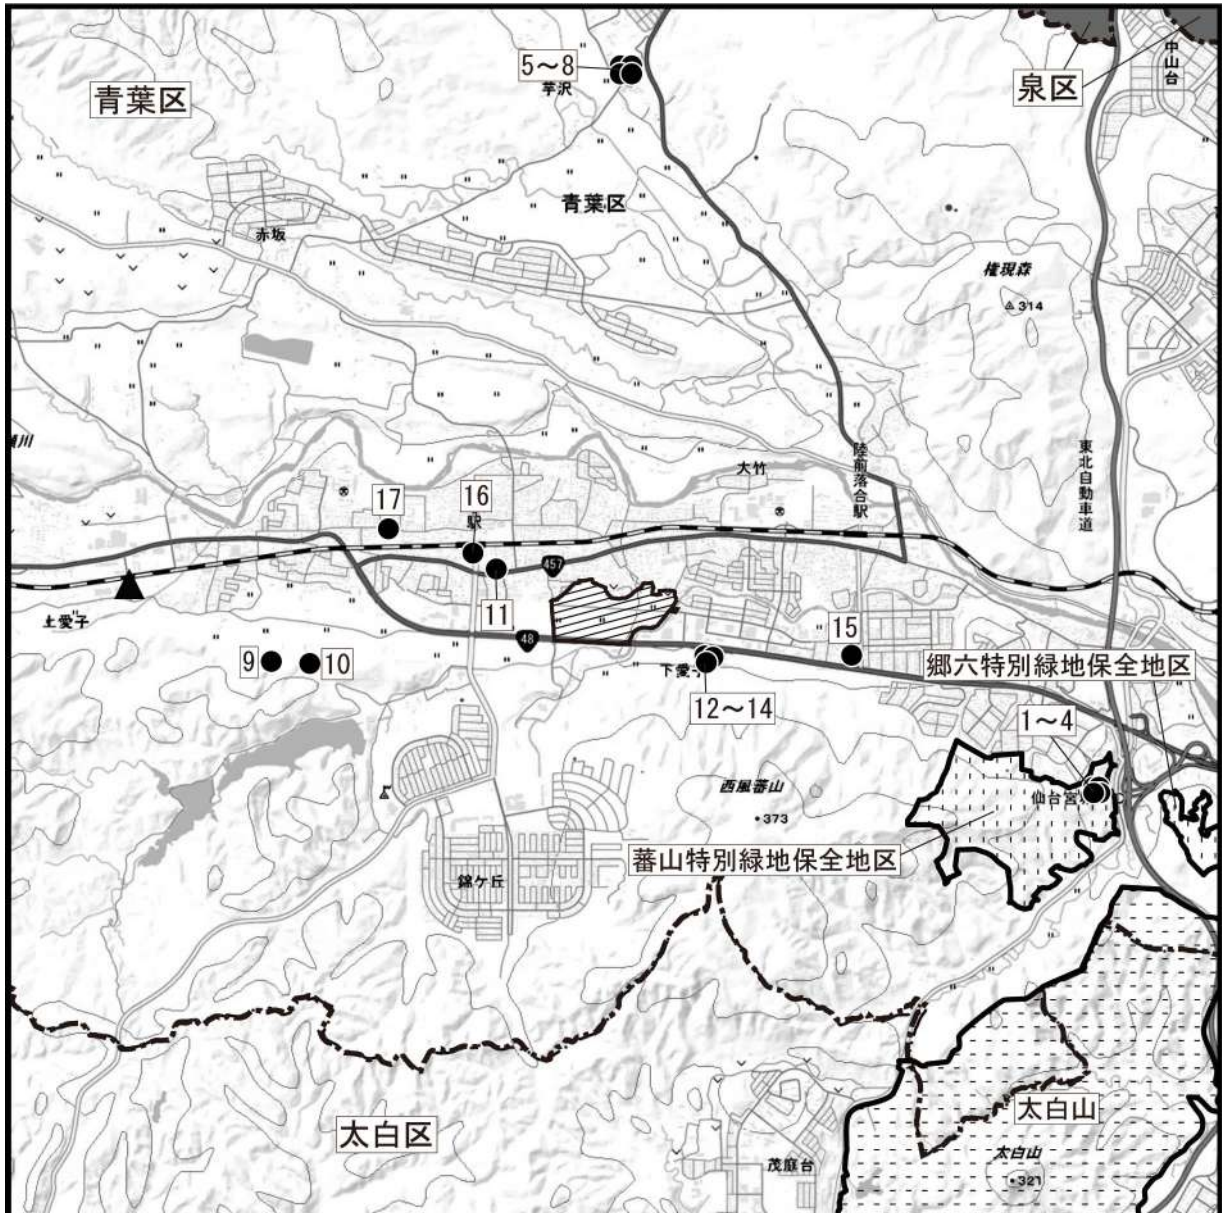 5～8
芋沢
青葉区
泉区
中山台
青葉区
赤坂
権現森
314
東北自動車道
陸前落合駅
大竹
17
16
駅
457
11
48
上愛子
9
10
15
下愛子
12～14
郷六特別緑地保全地区
1～4
西風蕃山
373
仙台宮
蕃山特別緑地保全地区
錦ケ丘
太白区
太白山
太白山
321
茂庭台